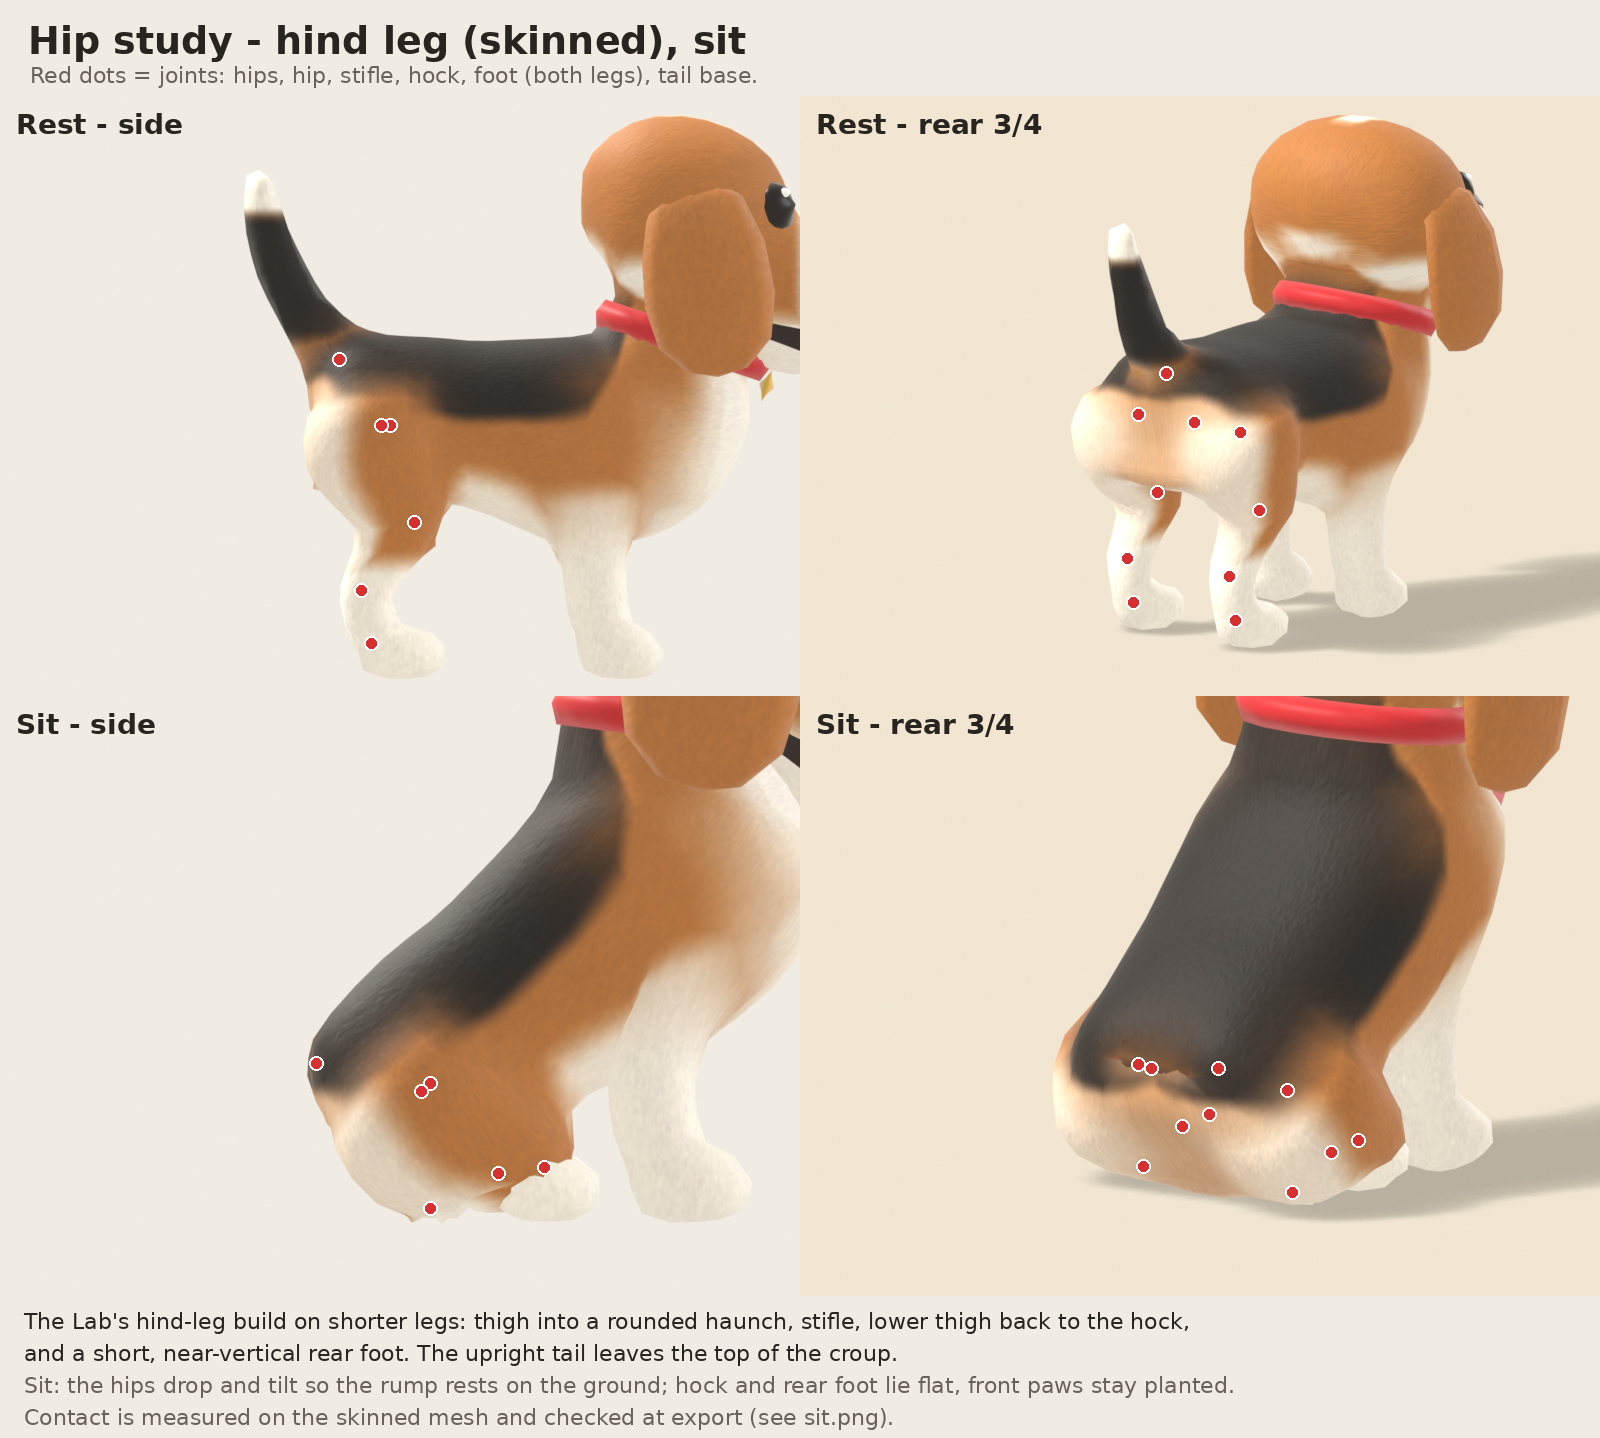 Hip study - hind leg (skinned), sit
Red dots = joints: hips, hip, stifle, hock, foot (both legs), tail base.
Rest - side
Rest - rear 3/4
Sit - side
Sit - rear 3/4
The Lab's hind-leg build on shorter legs: thigh into a rounded haunch, stifle, lower thigh back to the hock,
and a short, near-vertical rear foot. The upright tail leaves the top of the croup.
Sit: the hips drop and tilt so the rump rests on the ground; hock and rear foot lie flat, front paws stay planted.
Contact is measured on the skinned mesh and checked at export (see sit.png).